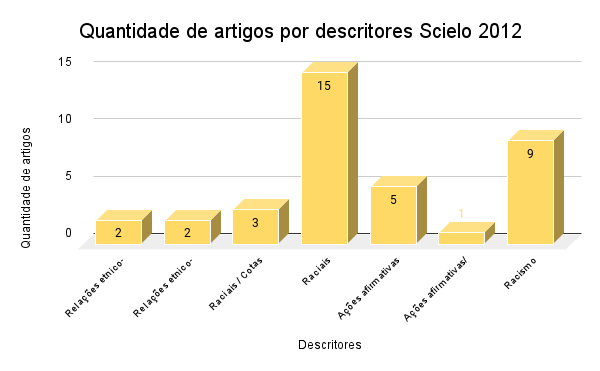 Quantidade de artigos por descritores Scielo 2012
Quantidade de artigos
15
10
5
0
2
2
3
15
5
1
9
Relações etnico-
Relações etnico-
Raciais / Cotas
Raciais
Ações afirmativas
Ações afirmativas/
Racismo
Descritores